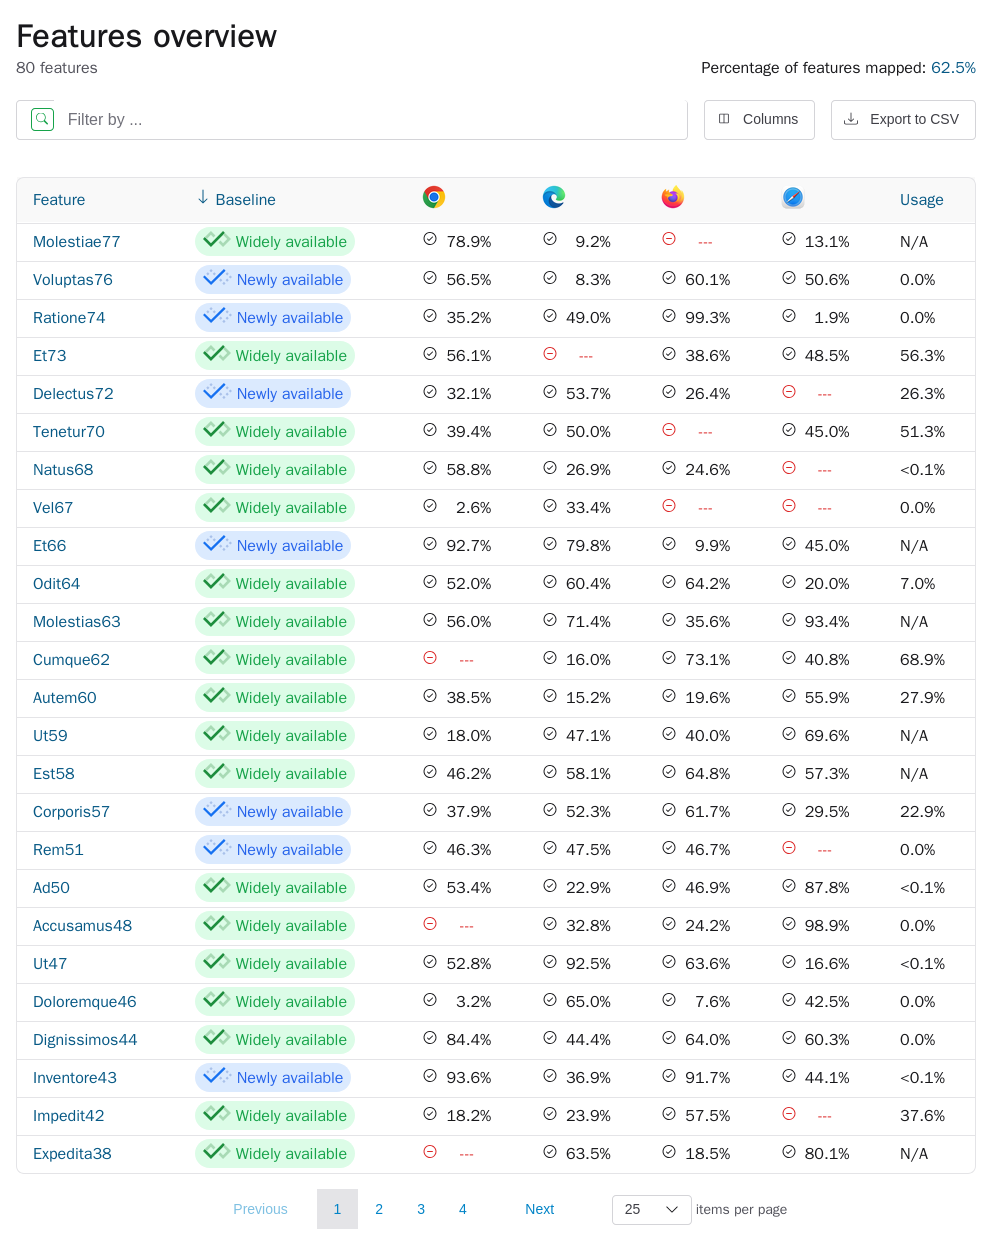 Features overview
80 features
Percentage of features mapped: 62.5%
Filter by ...
Columns
Export to CSV
Feature Baseline Usage
Molestiae77 Widely available 78.9% 9.2% --- 13.1% N/A
Voluptas76 Newly available 56.5% 8.3% 60.1% 50.6% 0.0%
Ratione74 Newly available 35.2% 49.0% 99.3% 1.9% 0.0%
Et73 Widely available 56.1% --- 38.6% 48.5% 56.3%
Delectus72 Newly available 32.1% 53.7% 26.4% --- 26.3%
Tenetur70 Widely available 39.4% 50.0% --- 45.0% 51.3%
Natus68 Widely available 58.8% 26.9% 24.6% --- <0.1%
Vel67 Widely available 2.6% 33.4% --- --- 0.0%
Et66 Newly available 92.7% 79.8% 9.9% 45.0% N/A
Odit64 Widely available 52.0% 60.4% 64.2% 20.0% 7.0%
Molestias63 Widely available 56.0% 71.4% 35.6% 93.4% N/A
Cumque62 Widely available --- 16.0% 73.1% 40.8% 68.9%
Autem60 Widely available 38.5% 15.2% 19.6% 55.9% 27.9%
Ut59 Widely available 18.0% 47.1% 40.0% 69.6% N/A
Est58 Widely available 46.2% 58.1% 64.8% 57.3% N/A
Corporis57 Newly available 37.9% 52.3% 61.7% 29.5% 22.9%
Rem51 Newly available 46.3% 47.5% 46.7% --- 0.0%
Ad50 Widely available 53.4% 22.9% 46.9% 87.8% <0.1%
Accusamus48 Widely available --- 32.8% 24.2% 98.9% 0.0%
Ut47 Widely available 52.8% 92.5% 63.6% 16.6% <0.1%
Doloremque46 Widely available 3.2% 65.0% 7.6% 42.5% 0.0%
Dignissimos44 Widely available 84.4% 44.4% 64.0% 60.3% 0.0%
Inventore43 Newly available 93.6% 36.9% 91.7% 44.1% <0.1%
Impedit42 Widely available 18.2% 23.9% 57.5% --- 37.6%
Expedita38 Widely available --- 63.5% 18.5% 80.1% N/A
Previous 1 2 3 4 Next 25 items per page